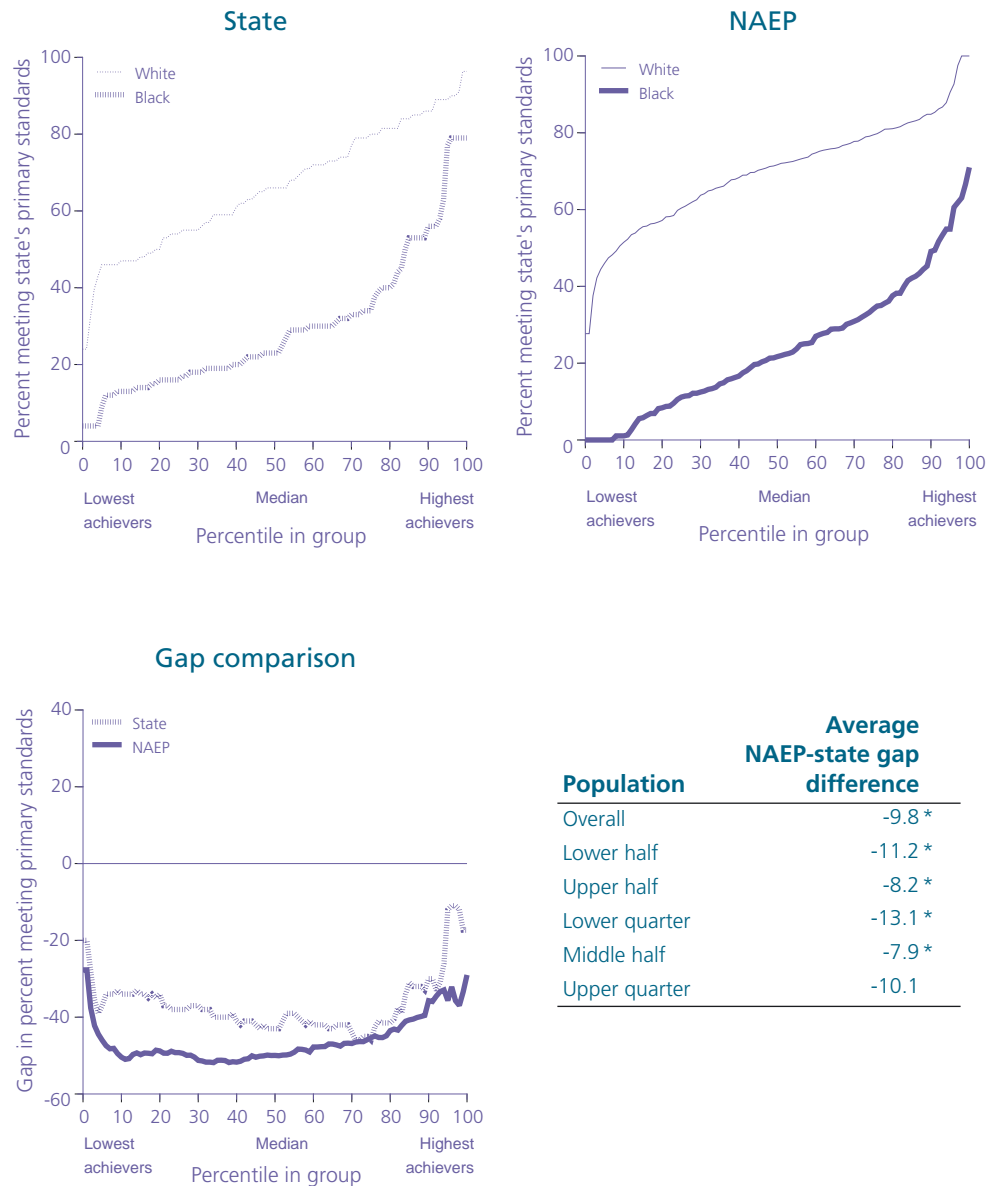 State
Percent meeting state's primary standards
100
80
60
40
20
0
White
Black
0 10 20 30 40 50 60 70 80 90 100
Lowest achievers
Median
Highest achievers
Percentile in group
NAEP
Percent meeting state's primary standards
100
80
60
40
20
0
White
Black
0 10 20 30 40 50 60 70 80 90 100
Lowest achievers
Median
Highest achievers
Percentile in group
Gap comparison
Gap in percent meeting primary standards
40
20
0
-20
-40
-60
State
NAEP
0 10 20 30 40 50 60 70 80 90 100
Lowest achievers
Median
Highest achievers
Percentile in group
Population Average NAEP-state gap difference
Overall -9.8 *
Lower half -11.2 *
Upper half -8.2 *
Lower quarter -13.1 *
Middle half -7.9 *
Upper quarter -10.1